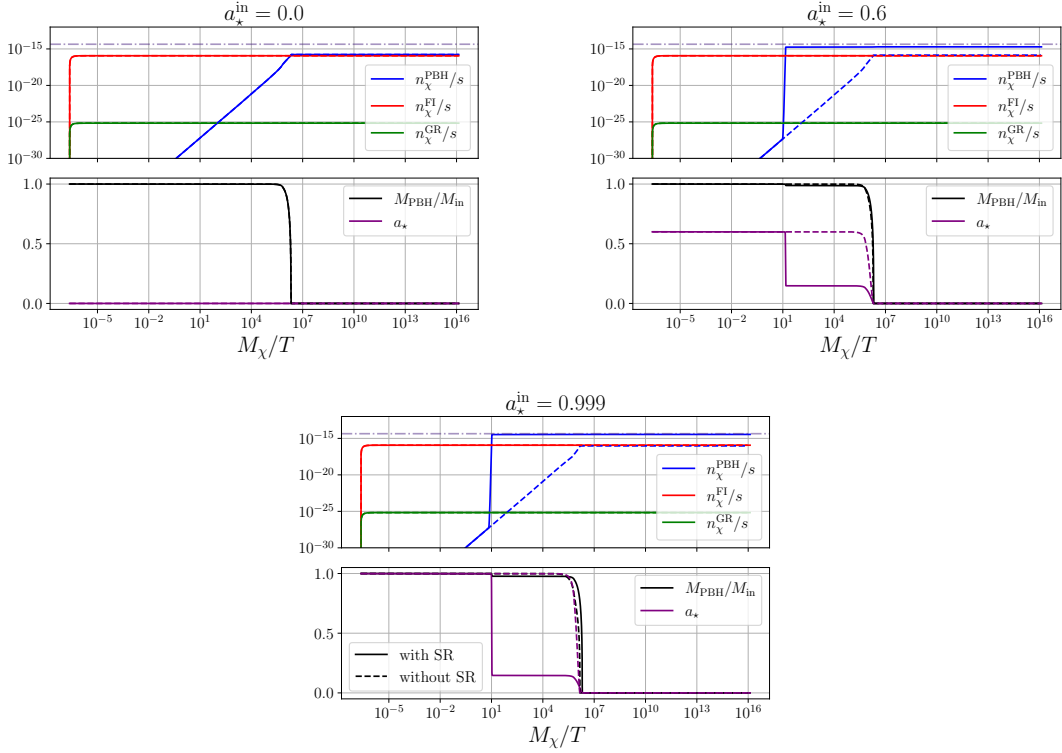 a⋆^in = 0.0
10^−15
10^−20
10^−25
10^−30
n_χ^PBH/s
n_χ^FI/s
n_χ^GR/s
1.0
0.5
0.0
M_PBH/M_in
a⋆
10^−5 10^−2 10^1 10^4 10^7 10^10 10^13 10^16
M_χ/T
a⋆^in = 0.6
10^−15
10^−20
10^−25
10^−30
n_χ^PBH/s
n_χ^FI/s
n_χ^GR/s
1.0
0.5
0.0
M_PBH/M_in
a⋆
10^−5 10^−2 10^1 10^4 10^7 10^10 10^13 10^16
M_χ/T
a⋆^in = 0.999
10^−15
10^−20
10^−25
10^−30
n_χ^PBH/s
n_χ^FI/s
n_χ^GR/s
1.0
0.5
0.0
M_PBH/M_in
a⋆
with SR
without SR
10^−5 10^−2 10^1 10^4 10^7 10^10 10^13 10^16
M_χ/T